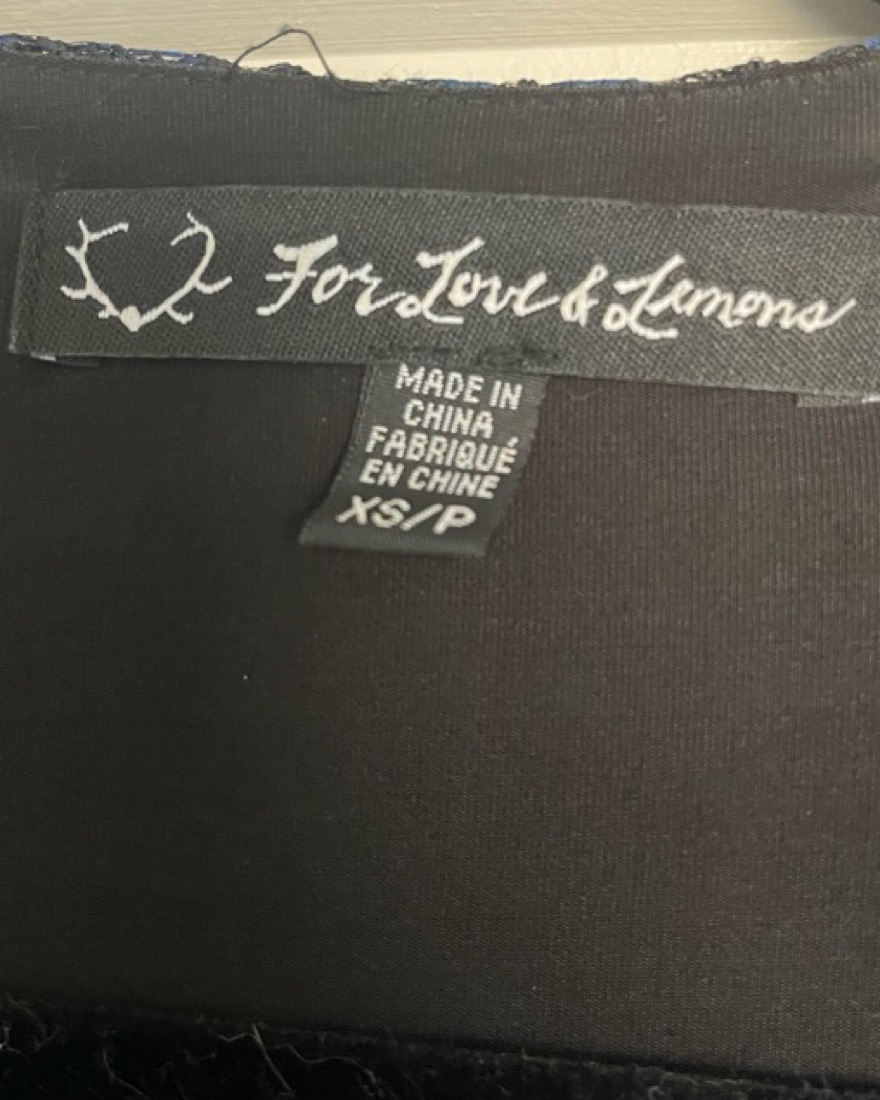 For Love & Lemons
MADE IN
CHINA
FABRIQUÉ
EN CHINE
XS/P